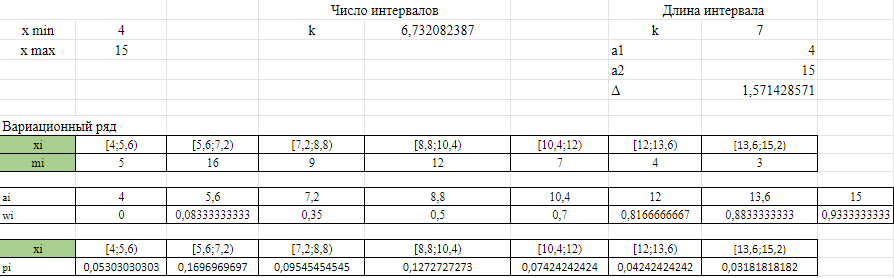 Число интервалов Длина интервала
x min 4 k 6,732082387 k 7
x max 15 a1 4
a2 15
Δ 1,571428571
Вариационный ряд
xi [4;5,6) [5,6;7,2) [7,2;8,8) [8,8;10,4) [10,4;12) [12;13,6) [13,6;15,2)
mi 5 16 9 12 7 4 3
ai 4 5,6 7,2 8,8 10,4 12 13,6 15
wi 0 0,08333333333 0,35 0,5 0,7 0,8166666667 0,8833333333 0,9333333333
xi [4;5,6) [5,6;7,2) [7,2;8,8) [8,8;10,4) [10,4;12) [12;13,6) [13,6;15,2)
pi 0,05303030303 0,1696969697 0,09545454545 0,1272727273 0,07424242424 0,04242424242 0,03181818182